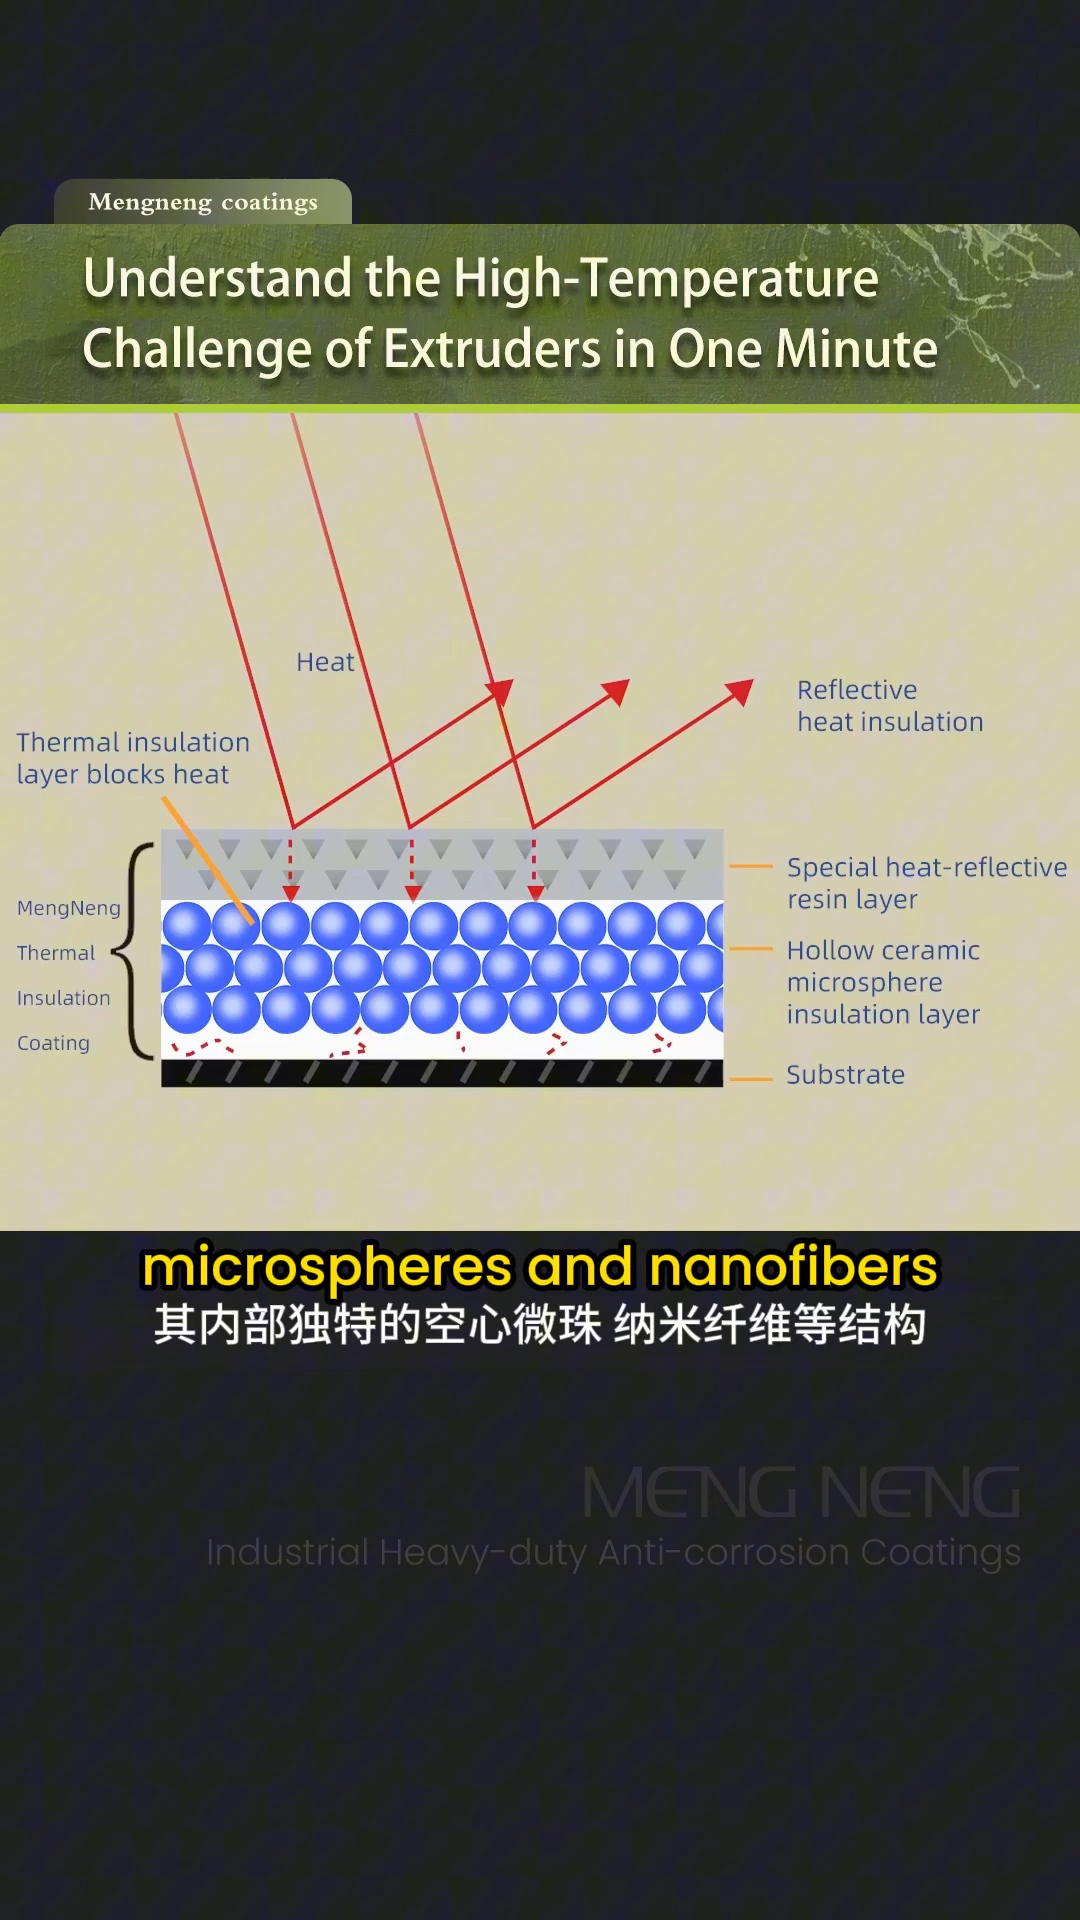 Mengneng coatings
Understand the High-Temperature
Challenge of Extruders in One Minute
Heat
Reflective
heat insulation
Thermal insulation
layer blocks heat
Special heat-reflective
resin layer
MengNeng
Thermal
Insulation
Coating
Hollow ceramic
microsphere
insulation layer
Substrate
microspheres and nanofibers
其内部独特的空心微珠 纳米纤维等结构
MENG NENG
Industrial Heavy-duty Anti-corrosion Coatings